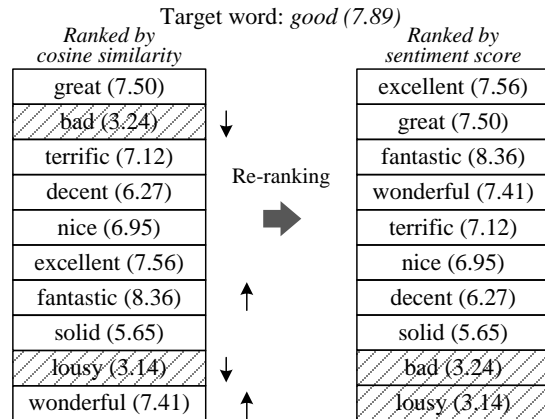 Target word: good (7.89)
Ranked by
cosine similarity
great (7.50)
bad (3.24)
terrific (7.12)
decent (6.27)
nice (6.95)
excellent (7.56)
fantastic (8.36)
solid (5.65)
lousy (3.14)
wonderful (7.41)
Re-ranking
Ranked by
sentiment score
excellent (7.56)
great (7.50)
fantastic (8.36)
wonderful (7.41)
terrific (7.12)
nice (6.95)
decent (6.27)
solid (5.65)
bad (3.24)
lousy (3.14)